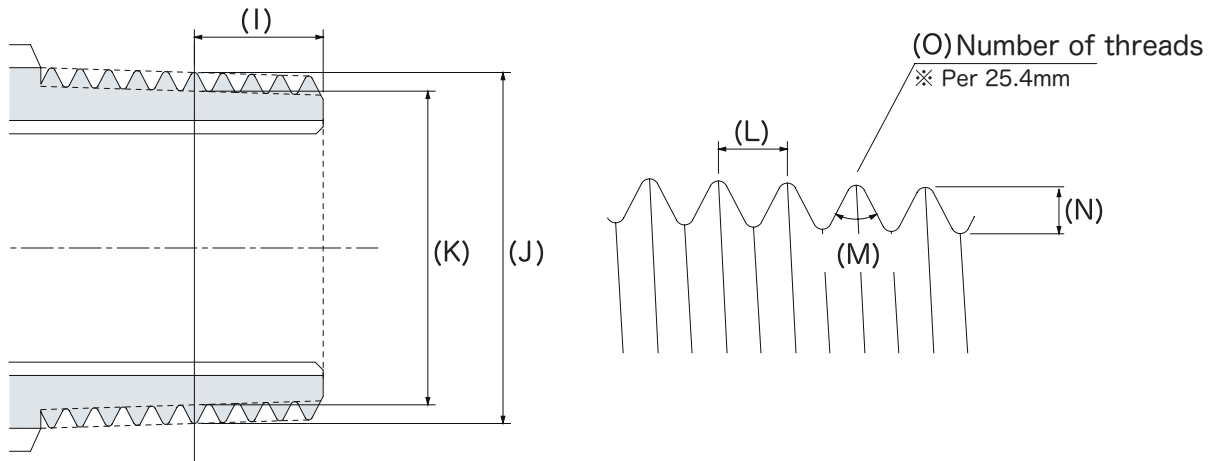 (I)
(O)Number of threads
※ Per 25.4mm
(L)
(N)
(K)
(J)
(M)